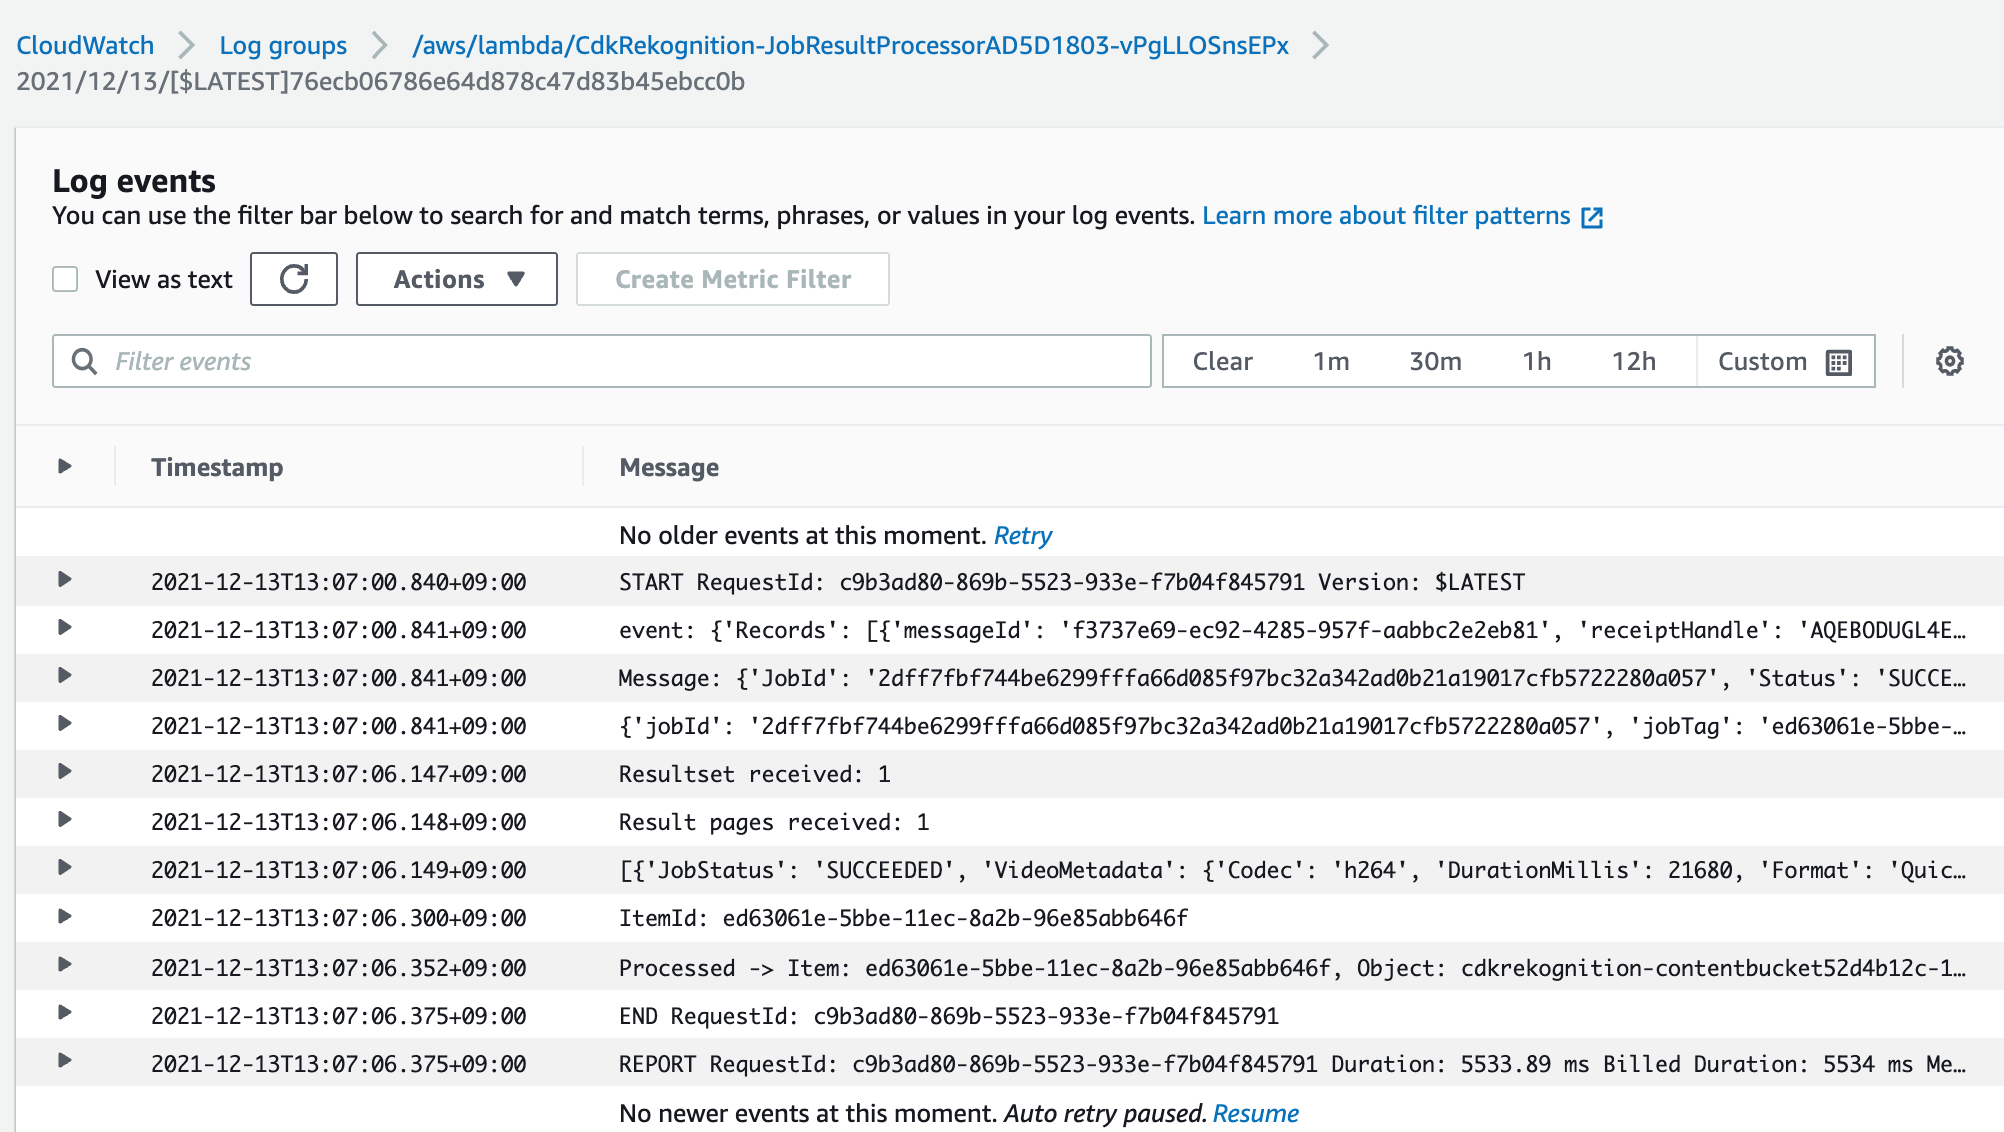 CloudWatch > Log groups > /aws/lambda/CdkRekognition-JobResultProcessorAD5D1803-vPgLLOSnsEPx >
2021/12/13/[$LATEST]76ecb06786e64d878c47d83b45ebcc0b
Log events
You can use the filter bar below to search for and match terms, phrases, or values in your log events. Learn more about filter patterns
View as text Actions Create Metric Filter
Filter events Clear 1m 30m 1h 12h Custom
Timestamp Message
No older events at this moment. Retry
2021-12-13T13:07:00.840+09:00 START RequestId: c9b3ad80-869b-5523-933e-f7b04f845791 Version: $LATEST
2021-12-13T13:07:00.841+09:00 event: {'Records': [{'messageId': 'f3737e69-ec92-4285-957f-aabbc2e2eb81', 'receiptHandle': 'AQEBODUGL4E…
2021-12-13T13:07:00.841+09:00 Message: {'JobId': '2dff7fbf744be6299fffa66d085f97bc32a342ad0b21a19017cfb5722280a057', 'Status': 'SUCCE…
2021-12-13T13:07:00.841+09:00 {'jobId': '2dff7fbf744be6299fffa66d085f97bc32a342ad0b21a19017cfb5722280a057', 'jobTag': 'ed63061e-5bbe-…
2021-12-13T13:07:06.147+09:00 Resultset received: 1
2021-12-13T13:07:06.148+09:00 Result pages received: 1
2021-12-13T13:07:06.149+09:00 [{'JobStatus': 'SUCCEEDED', 'VideoMetadata': {'Codec': 'h264', 'DurationMillis': 21680, 'Format': 'Quic…
2021-12-13T13:07:06.300+09:00 ItemId: ed63061e-5bbe-11ec-8a2b-96e85abb646f
2021-12-13T13:07:06.352+09:00 Processed -> Item: ed63061e-5bbe-11ec-8a2b-96e85abb646f, Object: cdkrekognition-contentbucket52d4b12c-1…
2021-12-13T13:07:06.375+09:00 END RequestId: c9b3ad80-869b-5523-933e-f7b04f845791
2021-12-13T13:07:06.375+09:00 REPORT RequestId: c9b3ad80-869b-5523-933e-f7b04f845791 Duration: 5533.89 ms Billed Duration: 5534 ms Me…
No newer events at this moment. Auto retry paused. Resume